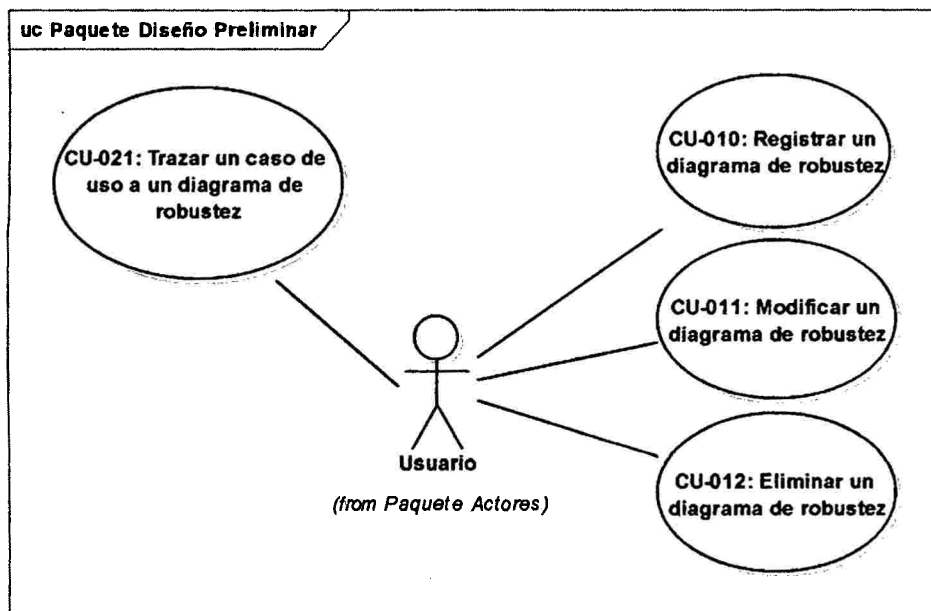 uc Paquete Diseño Preliminar
CU-021: Trazar un caso de
uso a un diagrama de
robustez
CU-010: Registrar un
diagrama de robustez
CU-011: Modificar un
diagrama de robustez
CU-012: Eliminar un
diagrama de robustez
Usuario
(from Paquete Actores)